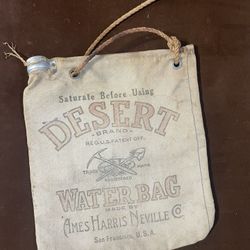 Saturate Before Using
DESERT
-BRAND-
REG.U.S.PATENT OFF.
TRADE MARK
REGISTERED
WATER BAG
MADE BY
AMES HARRIS NEVILLE CO.
San Francisco, U.S.A.